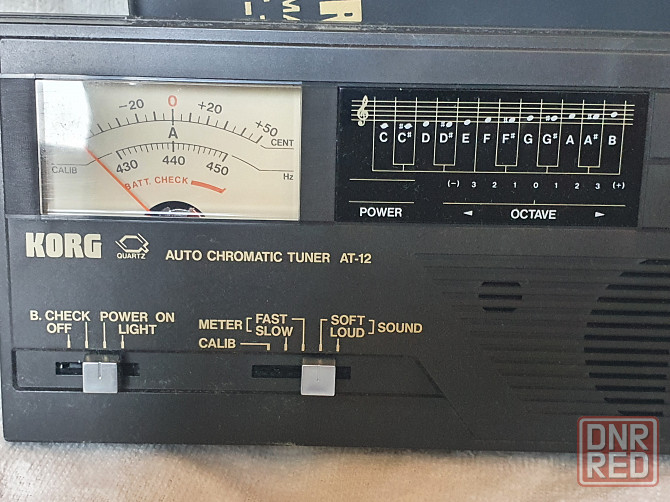 MA
-20 0 +20 +50
A CENT
CALIB 430 440 450 Hz
BATT. CHECK
C C# D D# E F F# G G# A A# B
(-) 3 2 1 0 1 2 3 (+)
POWER ◄ OCTAVE ►
KORG QUARTZ AUTO CHROMATIC TUNER AT-12
B. CHECK POWER ON
OFF LIGHT
METER [ FAST SOFT ] SOUND
SLOW LOUD
CALIB
DNR
RED